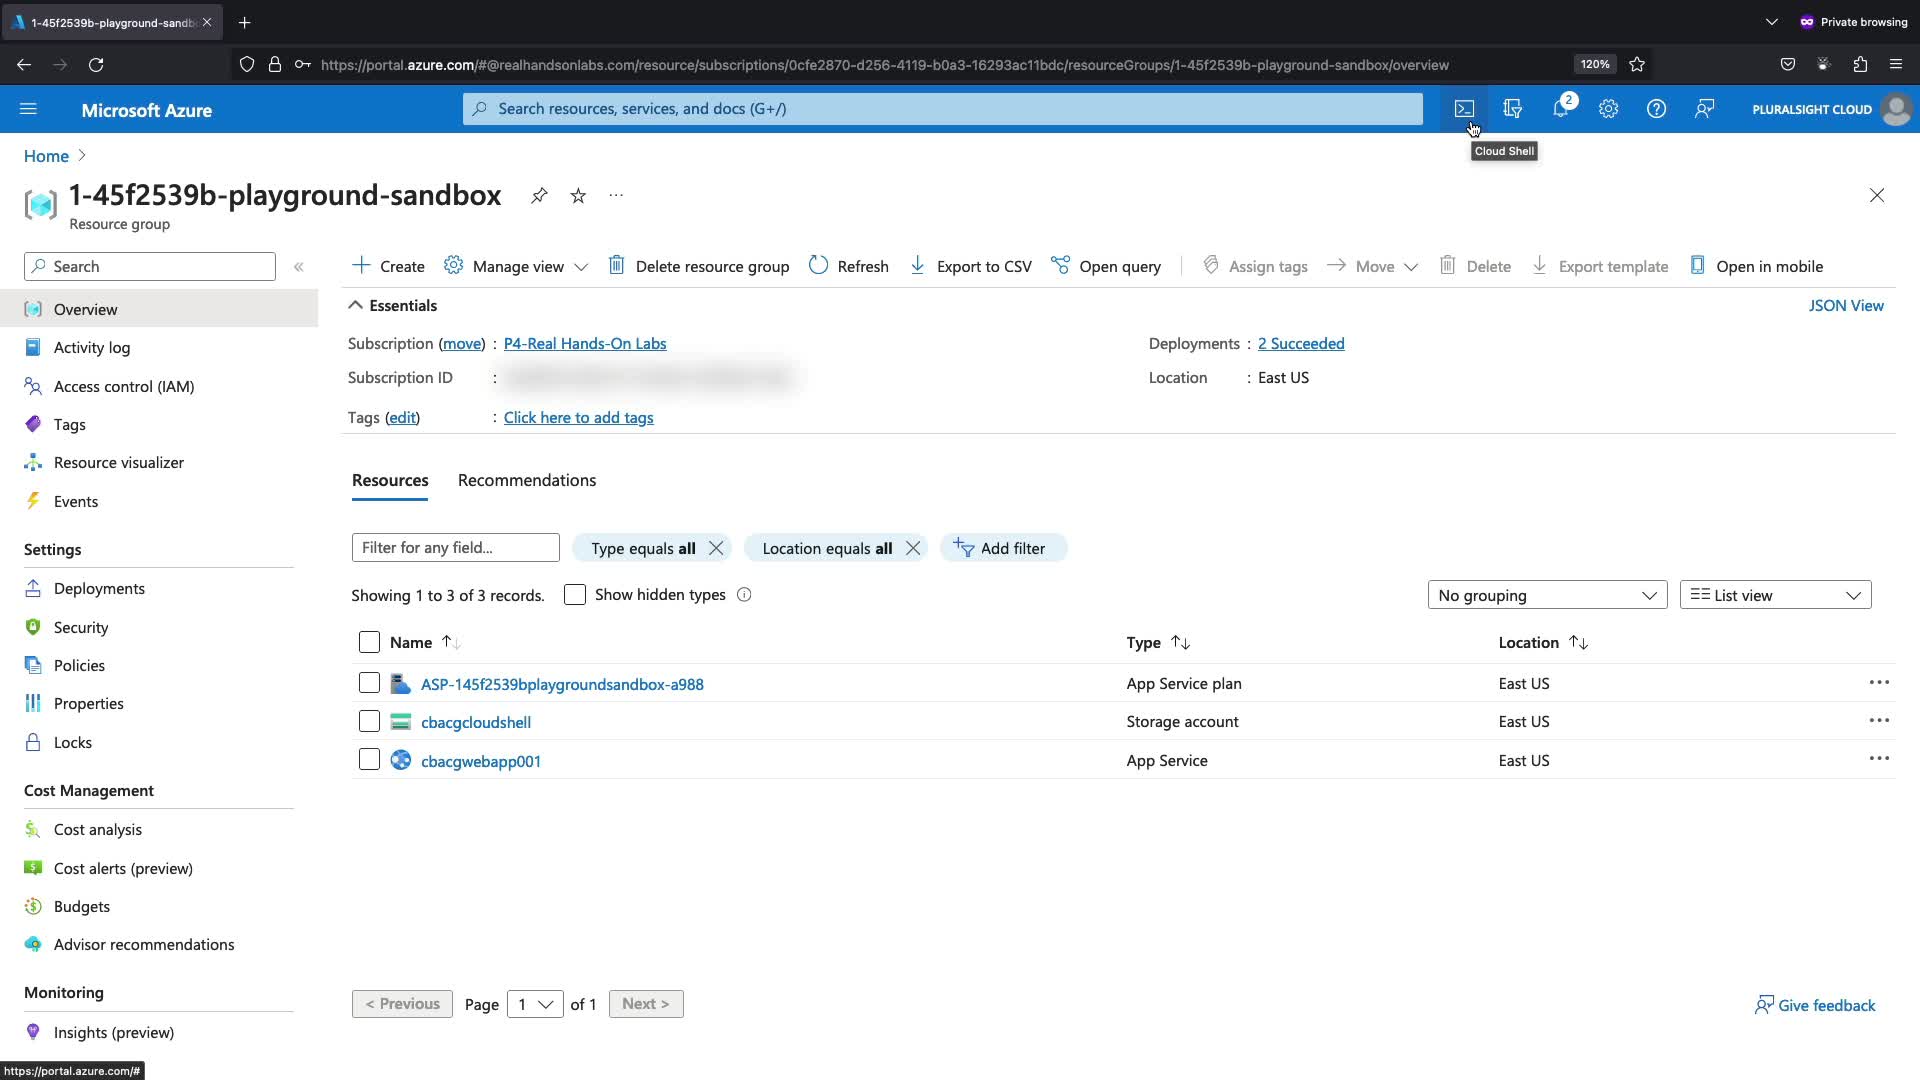 1-45f2539b-playground-sandb
Private browsing
https://portal.azure.com/#@realhandsonlabs.com/resource/subscriptions/0cfe2870-d256-4119-b0a3-16293ac11bdc/resourceGroups/1-45f2539b-playground-sandbox/overview
120%
Microsoft Azure
Search resources, services, and docs (G+/)
2
PLURALSIGHT CLOUD
Cloud Shell
Home
1-45f2539b-playground-sandbox
Resource group
Search
Create
Manage view
Delete resource group
Refresh
Export to CSV
Open query
Assign tags
Move
Delete
Export template
Open in mobile
Overview
Activity log
Access control (IAM)
Tags
Resource visualizer
Events
Settings
Deployments
Security
Policies
Properties
Locks
Cost Management
Cost analysis
Cost alerts (preview)
Budgets
Advisor recommendations
Monitoring
Insights (preview)
Essentials
JSON View
Subscription (move) : P4-Real Hands-On Labs
Deployments : 2 Succeeded
Subscription ID :
Location : East US
Tags (edit) : Click here to add tags
Resources Recommendations
Filter for any field...
Type equals all
Location equals all
Add filter
Showing 1 to 3 of 3 records.
Show hidden types
No grouping
List view
Name Type Location
ASP-145f2539bplaygroundsandbox-a988 App Service plan East US
cbacgcloudshell Storage account East US
cbacgwebapp001 App Service East US
< Previous Page 1 of 1 Next >
Give feedback
https://portal.azure.com/#